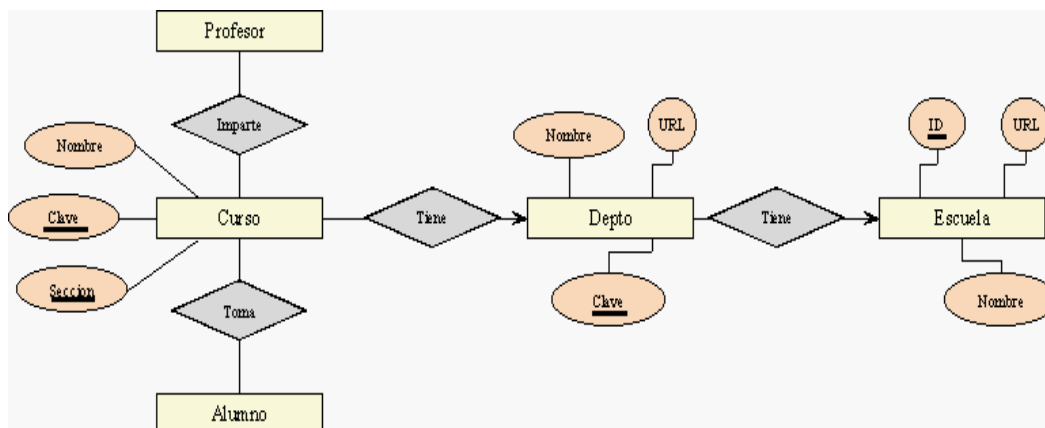 Profesor
Imparte
Nombre
Clave
Seccion
Curso
Toma
Alumno
Tiene
Nombre
URL
Depto
Clave
Tiene
ID
URL
Escuela
Nombre